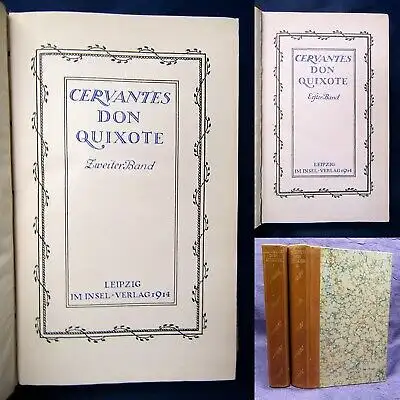 CERVANTES
DON
QUIXOTE
Zweiter Band
LEIPZIG
IM INSEL-VERLAG 1914
CERVANTES
DON
QUIXOTE
Erster Band
LEIPZIG
IM INSEL-VERLAG 1914